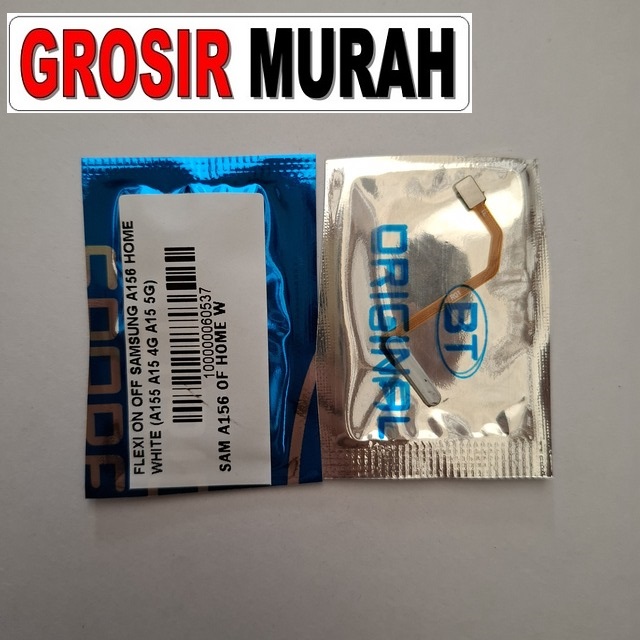 GROSIR MURAH
FLEXI ON OFF SAMSUNG A156 HOME
WHITE (A155 A15 4G A15 5G)
100000060537
SAM A156 OF HOME W
ORIGINAL
BT